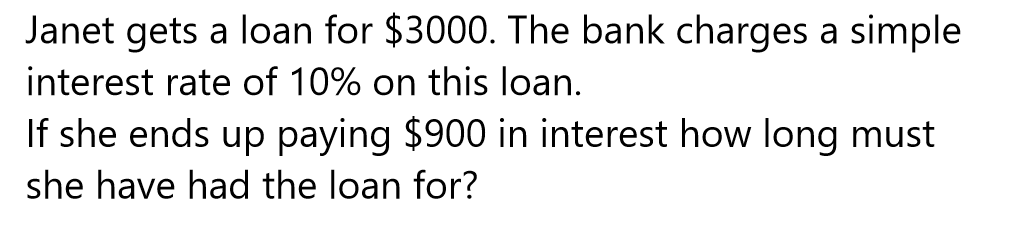 Janet gets a loan for $3000. The bank charges a simple
interest rate of 10% on this loan.
If she ends up paying $900 in interest how long must
she have had the loan for?